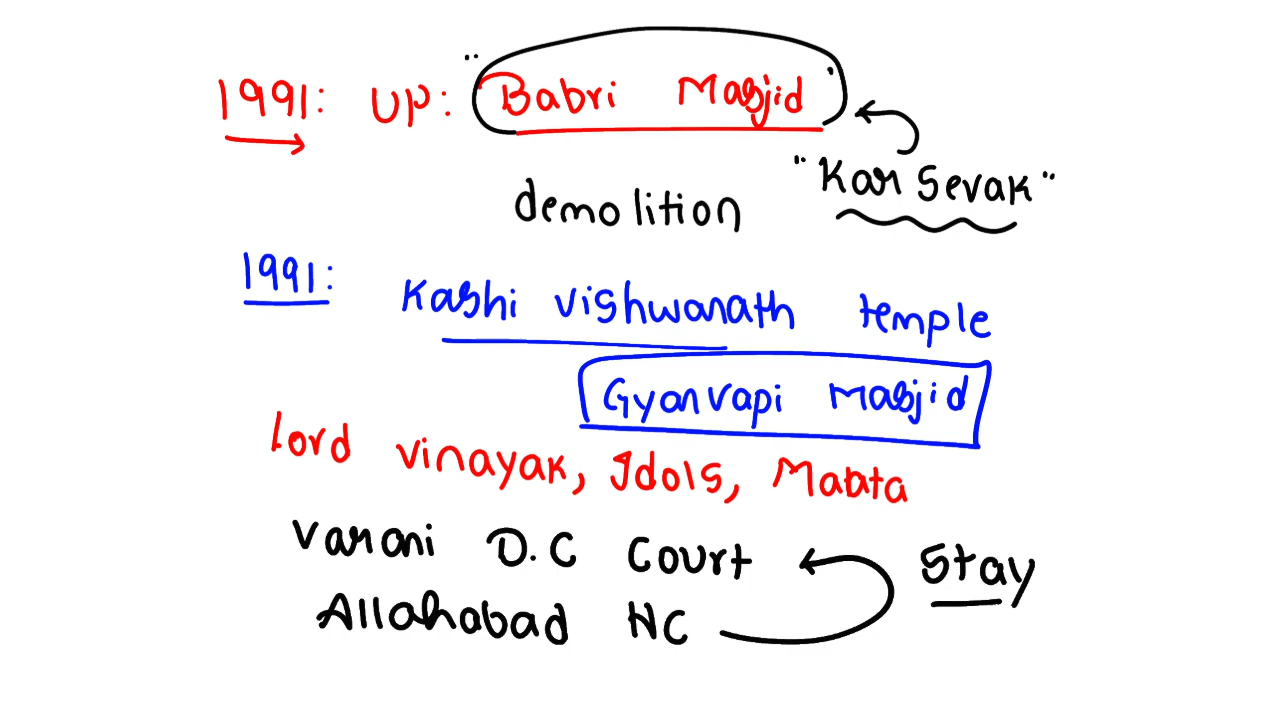 1991: UP: "Babri Masjid"
"Kar Sevak"
demolition
1991: Kashi Vishwanath temple
Gyanvapi Masjid
Lord Vinayak, Idols, Maata
Varani D.C Court
Stay
Allahabad HC